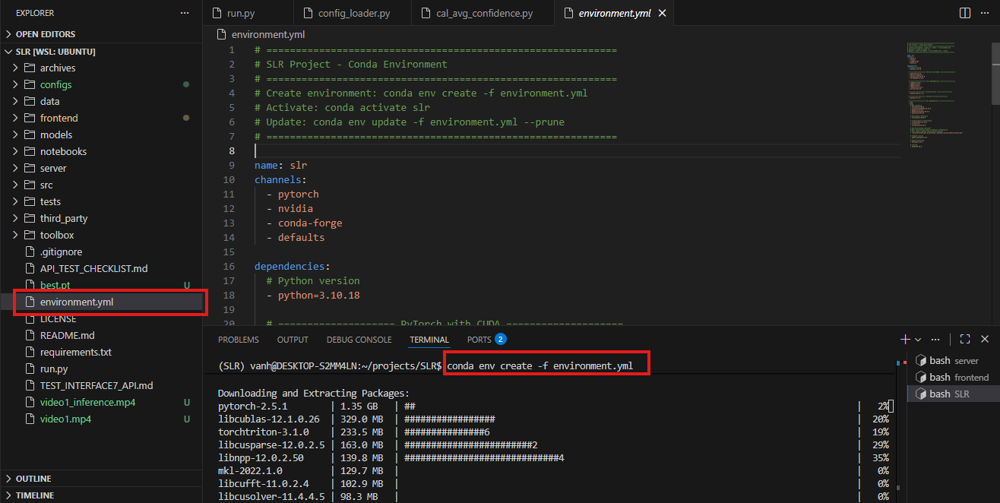 EXPLORER
···
OPEN EDITORS
SLR [WSL: UBUNTU]
archives
configs
data
frontend
models
notebooks
server
src
tests
third_party
toolbox
.gitignore
API_TEST_CHECKLIST.md
best.pt U
environment.yml
LICENSE
README.md
requirements.txt
run.py
TEST_INTERFACE7_API.md
video1_inference.mp4 U
video1.mp4 U
OUTLINE
TIMELINE
run.py config_loader.py cal_avg_confidence.py environment.yml
environment.yml
1 # ============================================================
2 # SLR Project - Conda Environment
3 # ============================================================
4 # Create environment: conda env create -f environment.yml
5 # Activate: conda activate slr
6 # Update: conda env update -f environment.yml --prune
7 # ============================================================
8
9 name: slr
10 channels:
11 - pytorch
12 - nvidia
13 - conda-forge
14 - defaults
15
16 dependencies:
17 # Python version
18 - python=3.10.18
19
20 # ==================== PyTorch with CUDA ====================
PROBLEMS OUTPUT DEBUG CONSOLE TERMINAL PORTS 2
(SLR) vanh@DESKTOP-S2MM4LN:~/projects/SLR$ conda env create -f environment.yml
Downloading and Extracting Packages:
pytorch-2.5.1 | 1.35 GB | ## | 2%
libcublas-12.1.0.26 | 329.0 MB | ################# | 20%
torchtriton-3.1.0 | 233.5 MB | ###############6 | 19%
libcusparse-12.0.2.5 | 163.0 MB | ########################2 | 29%
libnpp-12.0.2.50 | 139.8 MB | #############################4 | 35%
mkl-2022.1.0 | 129.7 MB | | 0%
libcufft-11.0.2.4 | 102.9 MB | | 0%
libcusolver-11.4.4.5 | 98.3 MB | | 0%
bash server
bash frontend
bash SLR